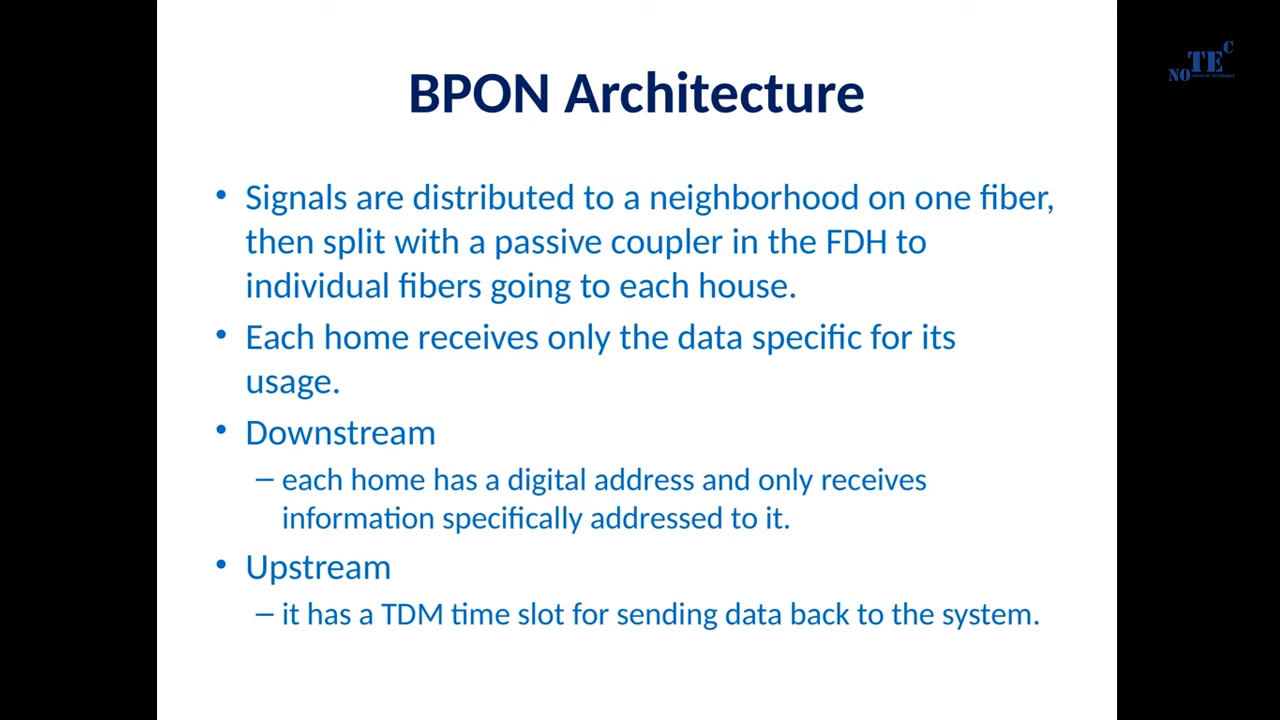 NO TE C
BPON Architecture
• Signals are distributed to a neighborhood on one fiber,
then split with a passive coupler in the FDH to
individual fibers going to each house.
• Each home receives only the data specific for its
usage.
• Downstream
– each home has a digital address and only receives
information specifically addressed to it.
• Upstream
– it has a TDM time slot for sending data back to the system.